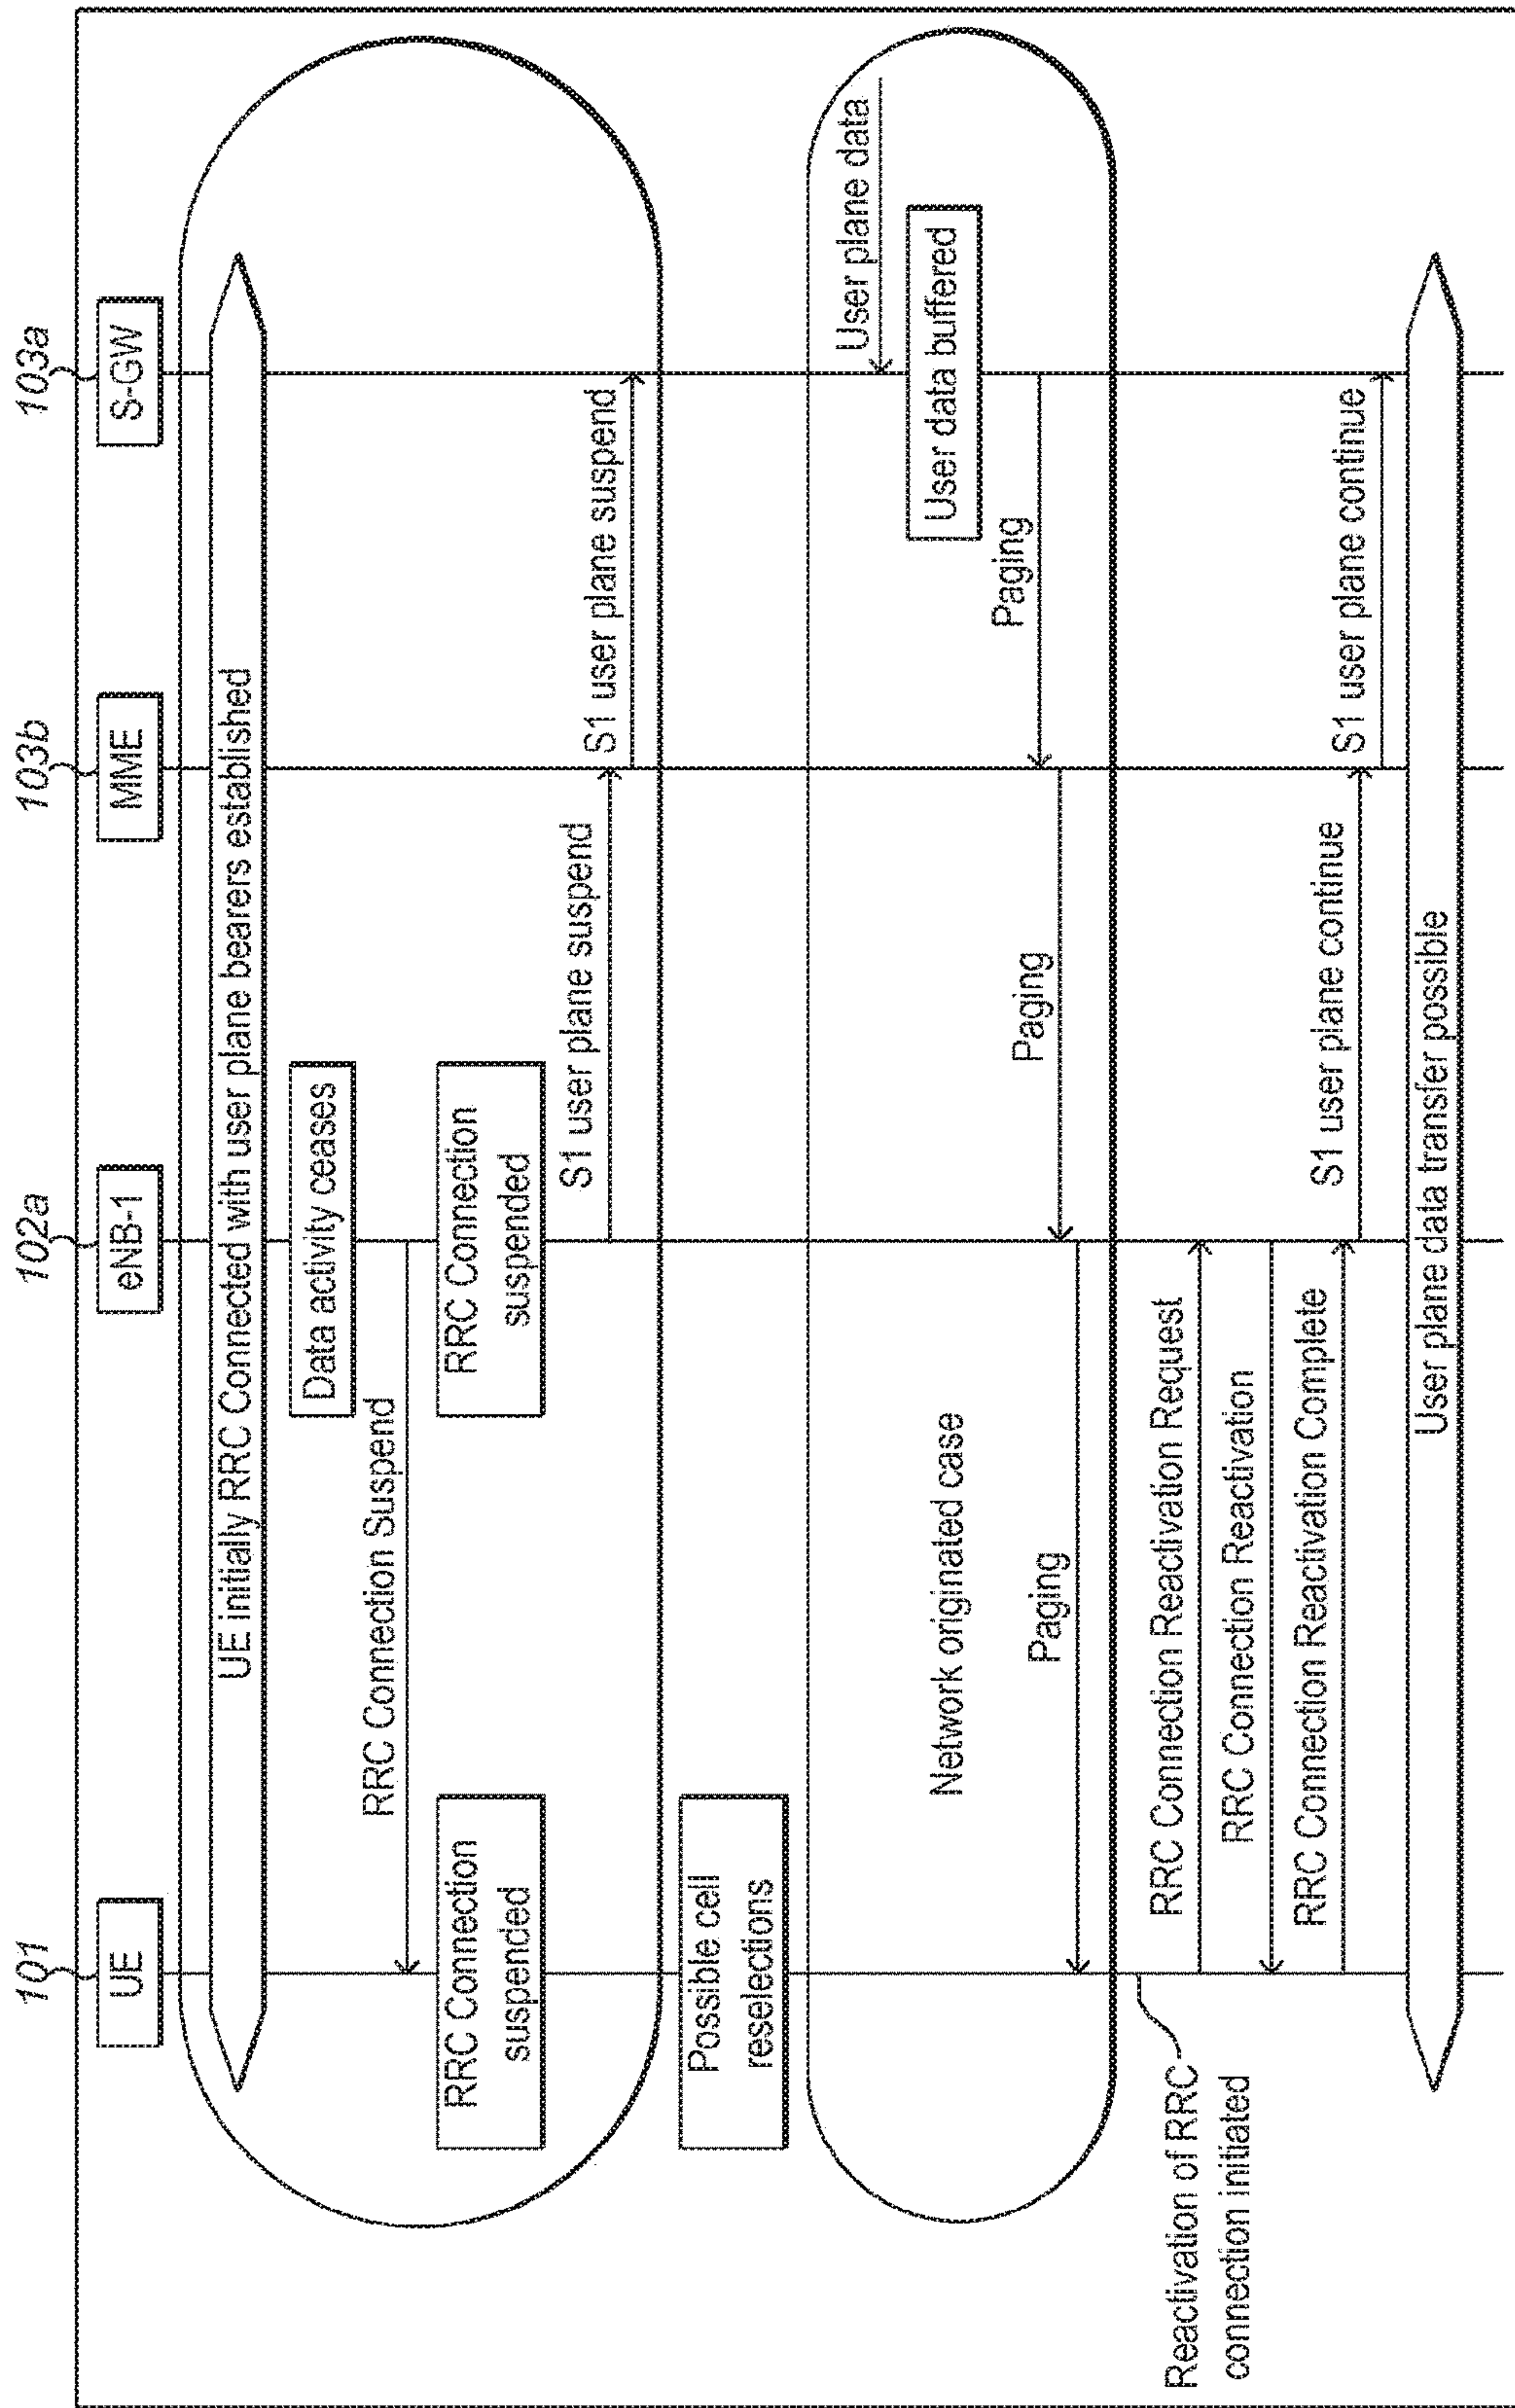 101
102a
103b
103a
UE
eNB-1
MME
S-GW
UE initially RRC Connected with user plane bearers established
Data activity ceases
RRC Connection Suspend
RRC Connection
suspended
RRC Connection
suspended
S1 user plane suspend
S1 user plane suspend
Possible cell
reselections
User plane data
Network originated case
User data buffered
Paging
Paging
Paging
Reactivation of RRC
connection initiated
RRC Connection Reactivation Request
RRC Connection Reactivation
RRC Connection Reactivation Complete
S1 user plane continue
S1 user plane continue
User plane data transfer possible